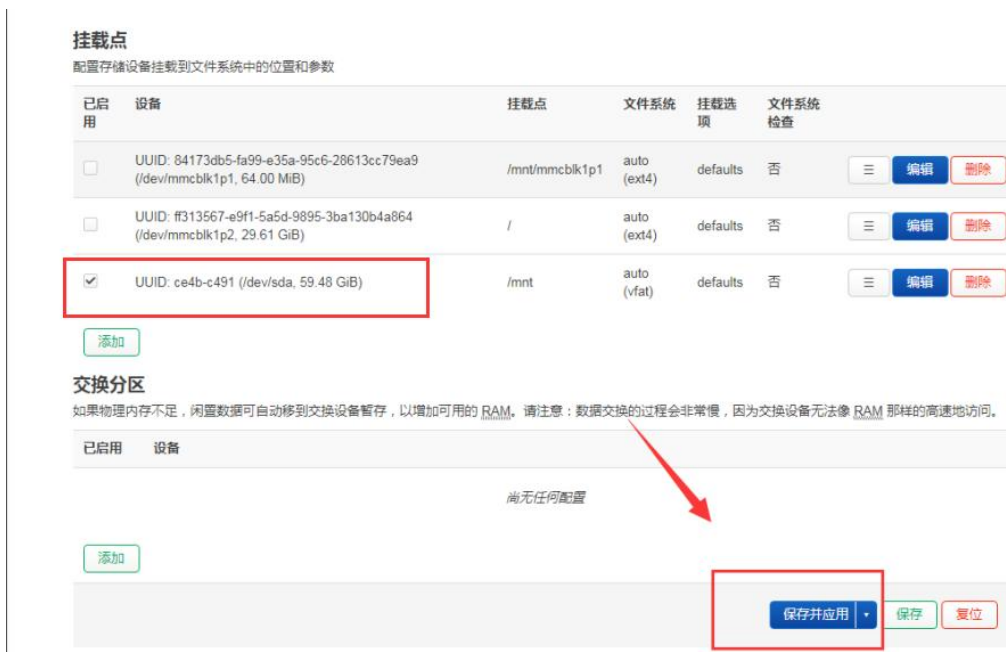 挂载点
配置存储设备挂载到文件系统中的位置和参数
已启用 设备 挂载点 文件系统 挂载选项 文件系统检查
UUID: 84173db5-fa99-e35a-95c6-28613cc79ea9 (/dev/mmcblk1p1, 64.00 MiB) /mnt/mmcblk1p1 auto (ext4) defaults 否 ☰ 编辑 删除
UUID: ff313567-e9f1-5a5d-9895-3ba130b4a864 (/dev/mmcblk1p2, 29.61 GiB) / auto (ext4) defaults 否 ☰ 编辑 删除
UUID: ce4b-c491 (/dev/sda, 59.48 GiB) /mnt auto (vfat) defaults 否 ☰ 编辑 删除
添加
交换分区
如果物理内存不足，闲置数据可自动移到交换设备暂存，以增加可用的 RAM。请注意：数据交换的过程会非常慢，因为交换设备无法像 RAM 那样的高速地访问。
已启用 设备
尚无任何配置
添加
保存并应用 保存 复位